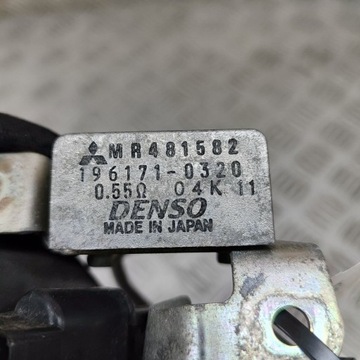 MR481582
196171-0320
0.55Ω 04K 11
DENSO
MADE IN JAPAN